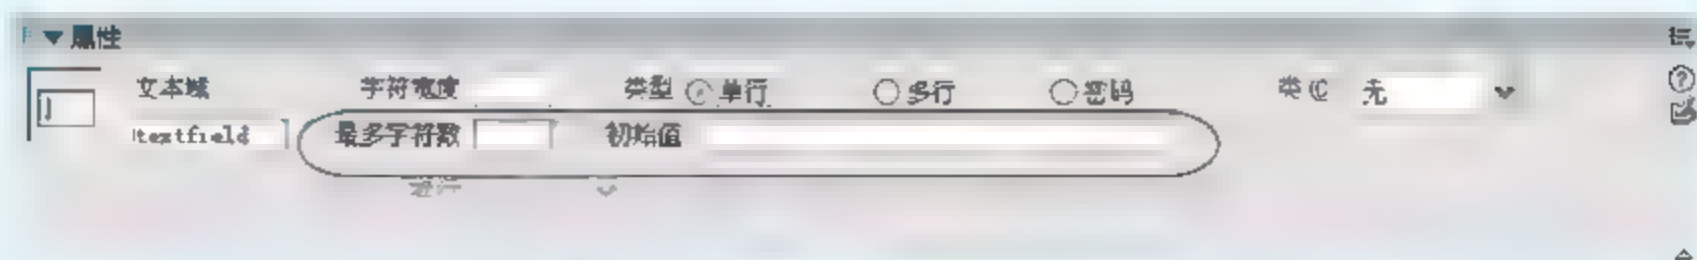 属性
文本域 字符宽度 类型 单行 多行 密码 类(C) 无
textfield 最多字符数 初始值